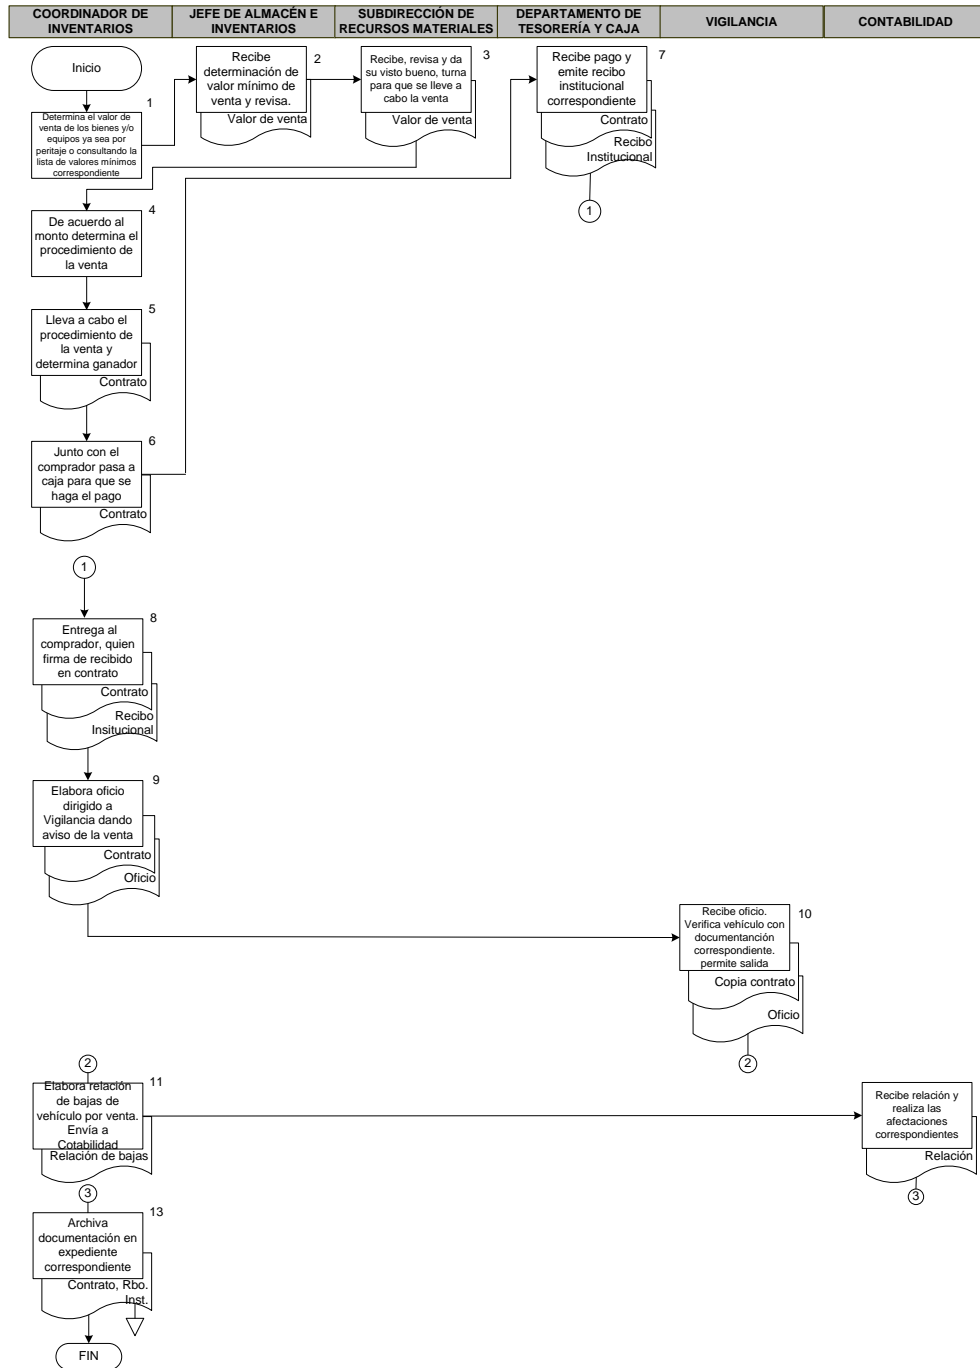 COORDINADOR DE
INVENTARIOS
JEFE DE ALMACÉN E
INVENTARIOS
SUBDIRECCIÓN DE
RECURSOS MATERIALES
DEPARTAMENTO DE
TESORERÍA Y CAJA
VIGILANCIA
CONTABILIDAD
Inicio
1
Determina el valor de
venta de los bienes y/o
equipos ya sea por
peritaje o consultando la
lista de valores mínimos
correspondiente
2
Recibe
determinación de
valor mínimo de
venta y revisa.
Valor de venta
3
Recibe, revisa y da
su visto bueno, turna
para que se lleve a
cabo la venta
Valor de venta
7
Recibe pago y
emite recibo
institucional
correspondiente
Contrato
Recibo
Institucional
1
4
De acuerdo al
monto determina el
procedimiento de
la venta
5
Lleva a cabo el
procedimiento de
la venta y
determina ganador
Contrato
6
Junto con el
comprador pasa a
caja para que se
haga el pago
Contrato
1
8
Entrega al
comprador, quien
firma de recibido
en contrato
Contrato
Recibo
Insitucional
9
Elabora oficio
dirigido a
Vigilancia dando
aviso de la venta
Contrato
Oficio
10
Recibe oficio.
Verifica vehículo con
documentanción
correspondiente.
permite salida
Copia contrato
Oficio
2
2
11
Elabora relación
de bajas de
vehículo por venta.
Envía a
Cotabilidad
Relación de bajas
Recibe relación y
realiza las
afectaciones
correspondientes
Relación
3
3
13
Archiva
documentación en
expediente
correspondiente
Contrato, Rbo.
Inst.
FIN